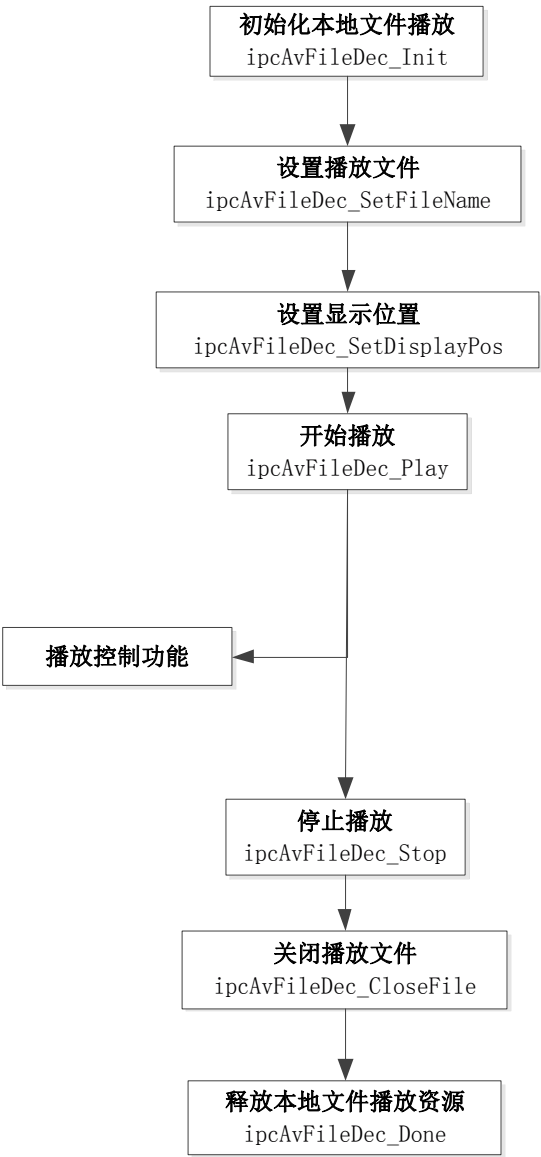 初始化本地文件播放
ipcAvFileDec_Init
设置播放文件
ipcAvFileDec_SetFileName
设置显示位置
ipcAvFileDec_SetDisplayPos
开始播放
ipcAvFileDec_Play
播放控制功能
停止播放
ipcAvFileDec_Stop
关闭播放文件
ipcAvFileDec_CloseFile
释放本地文件播放资源
ipcAvFileDec_Done